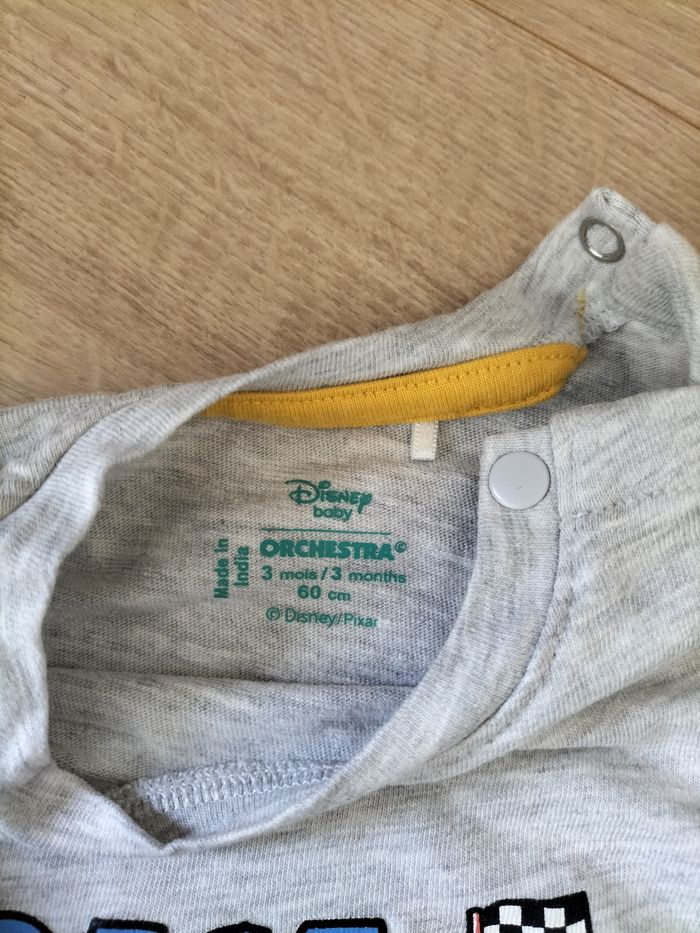 Disney
baby
ORCHESTRA©
3 mois / 3 months
60 cm
© Disney/Pixar
Made in
India